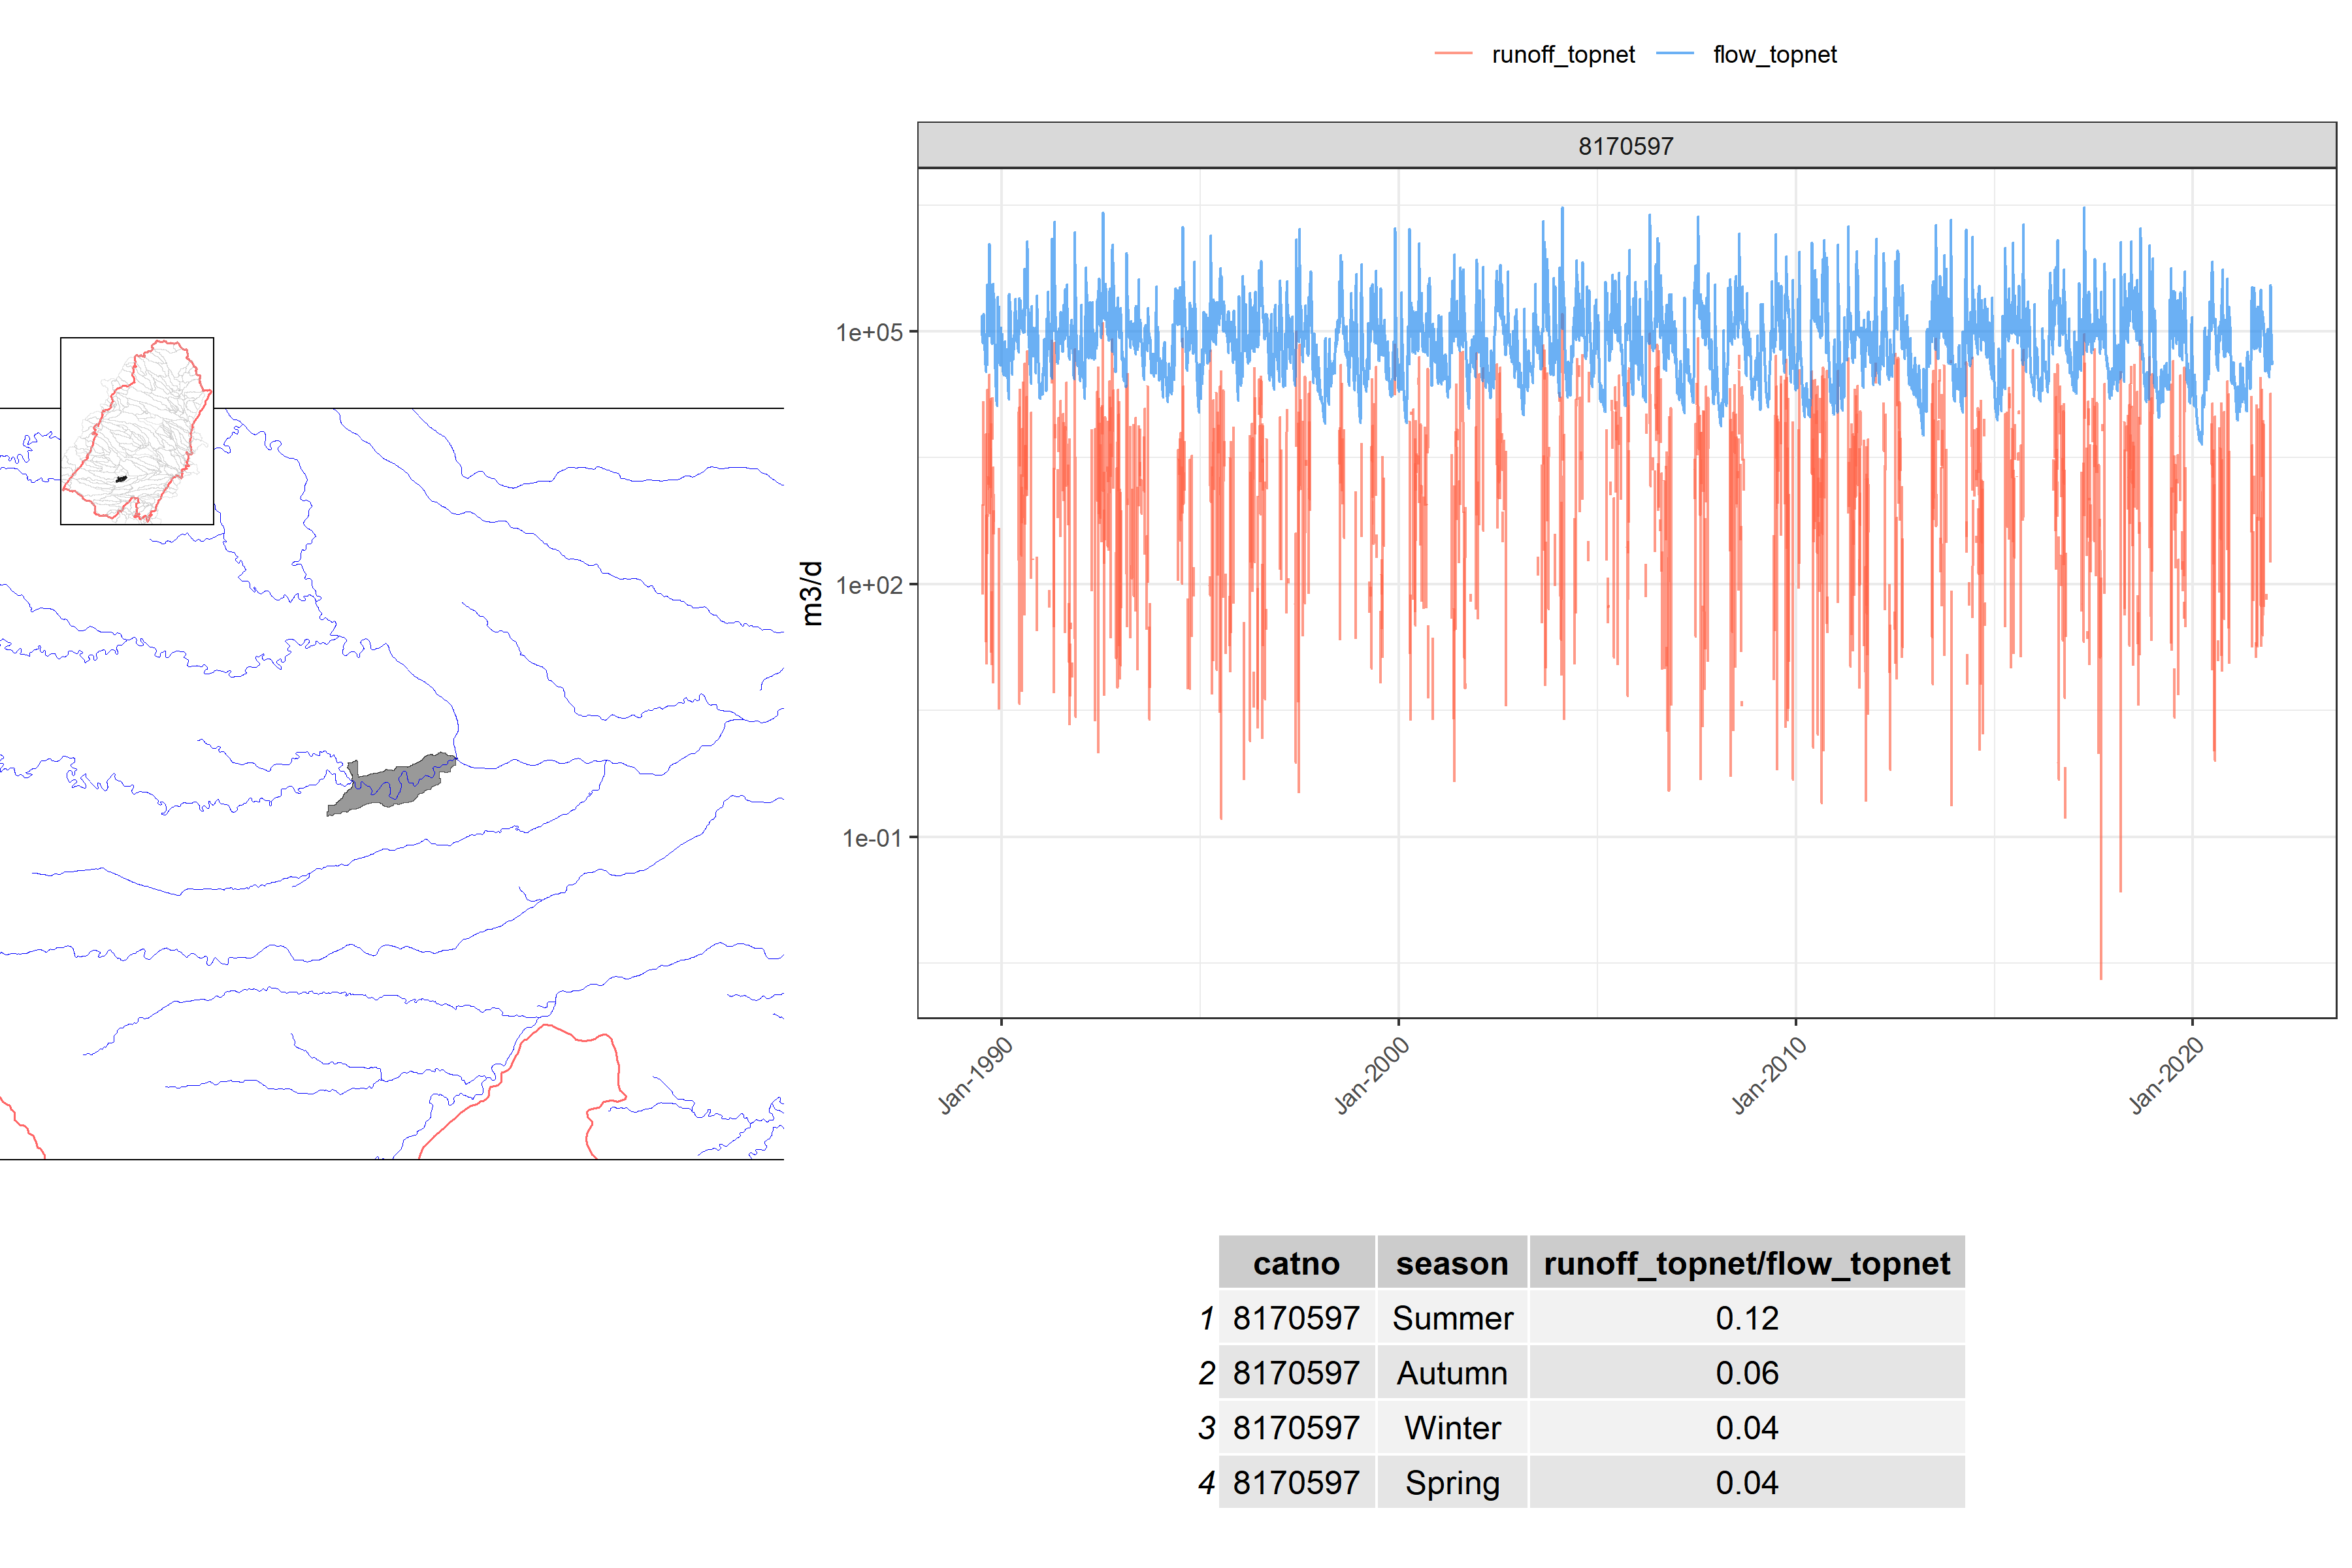 runoff_topnet flow_topnet
8170597
1e+05
1e+02
1e-01
m3/d
Jan-1990 Jan-2000 Jan-2010 Jan-2020
catno season runoff_topnet/flow_topnet
1 8170597 Summer 0.12
2 8170597 Autumn 0.06
3 8170597 Winter 0.04
4 8170597 Spring 0.04